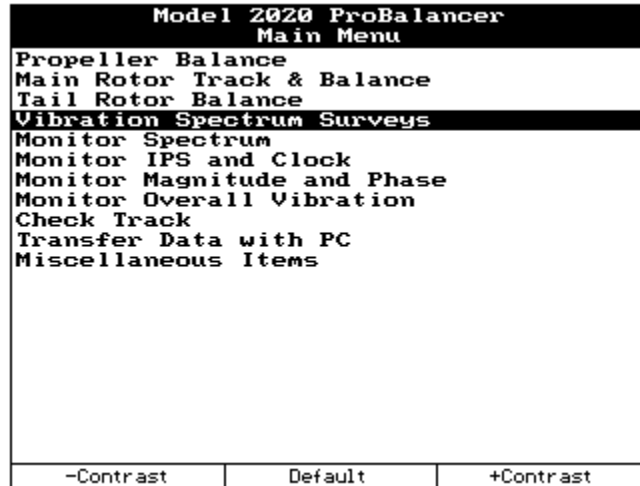 Model 2020 ProBalancer
Main Menu
Propeller Balance
Main Rotor Track & Balance
Tail Rotor Balance
Vibration Spectrum Surveys
Monitor Spectrum
Monitor IPS and Clock
Monitor Magnitude and Phase
Monitor Overall Vibration
Check Track
Transfer Data with PC
Miscellaneous Items
-Contrast Default +Contrast